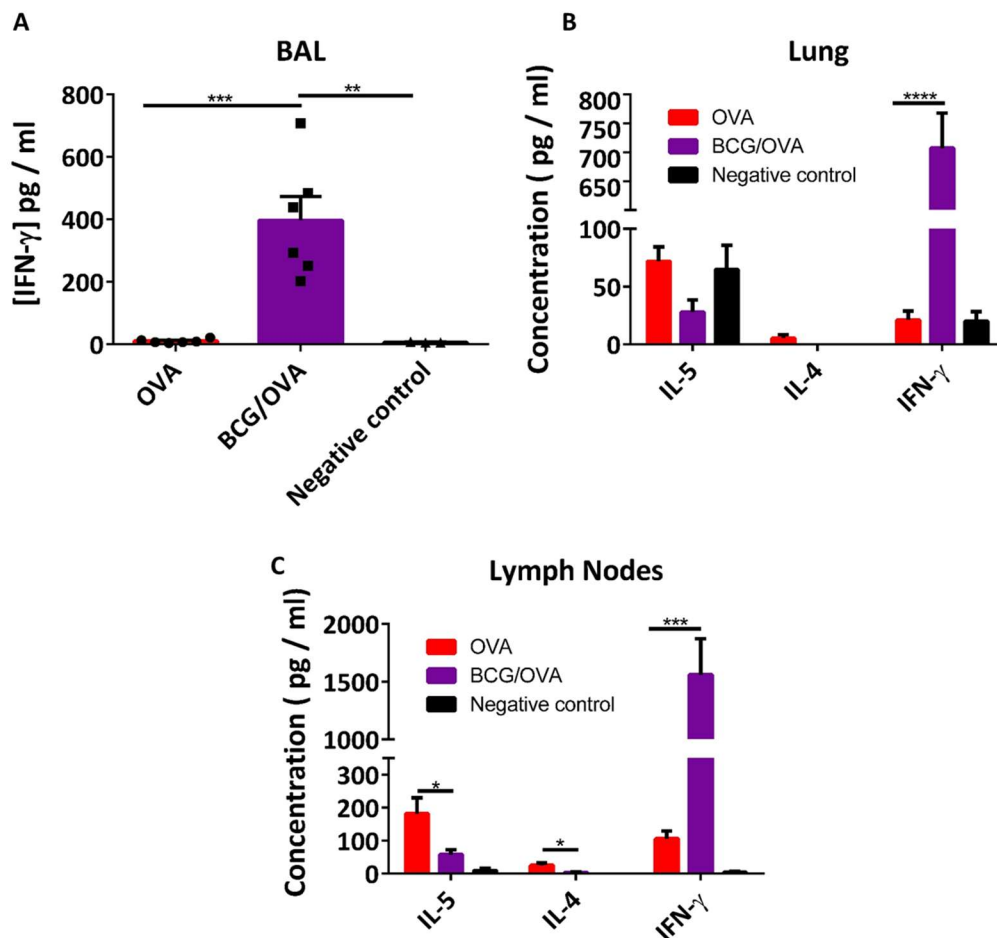 A
BAL
[IFN-γ] pg / ml
800
600
400
200
0
***
**
OVA
BCG/OVA
Negative control
B
Lung
Concentration ( pg / ml)
800
750
700
650
100
50
0
OVA
BCG/OVA
Negative control
****
IL-5
IL-4
IFN-γ
C
Lymph Nodes
Concentration ( pg / ml)
2000
1500
1000
300
200
100
0
OVA
BCG/OVA
Negative control
*
*
***
IL-5
IL-4
IFN-γ